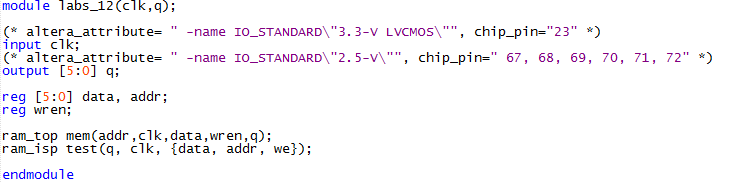 module labs_12(clk,q);
(* altera_attribute= " -name IO_STANDARD\"3.3-V LVCMOS\"", chip_pin="23" *)
input clk;
(* altera_attribute= " -name IO_STANDARD\"2.5-V\"", chip_pin=" 67, 68, 69, 70, 71, 72" *)
output [5:0] q;
reg [5:0] data, addr;
reg wren;
ram_top mem(addr,clk,data,wren,q);
ram_isp test(q, clk, {data, addr, we});
endmodule